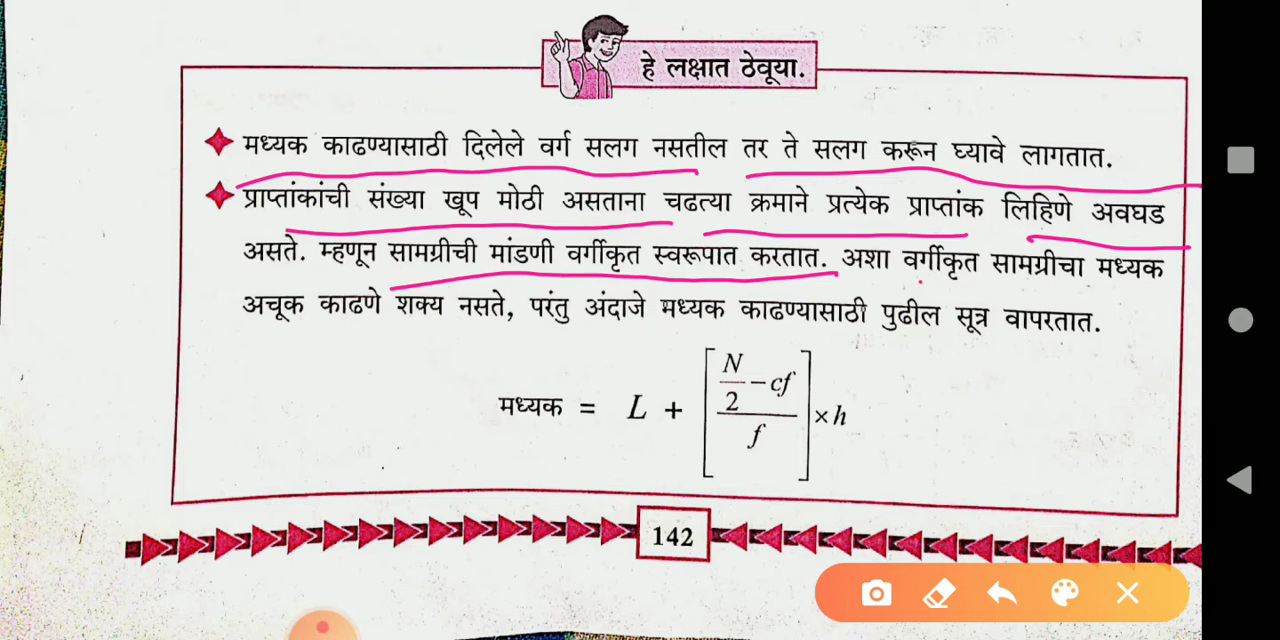 हे लक्षात ठेवूया.
मध्यक काढण्यासाठी दिलेले वर्ग सलग नसतील तर ते सलग करून घ्यावे लागतात.
प्राप्तांकांची संख्या खूप मोठी असताना चढत्या क्रमाने प्रत्येक प्राप्तांक लिहिणे अवघड
असते. म्हणून सामग्रीची मांडणी वर्गीकृत स्वरूपात करतात. अशा वर्गीकृत सामग्रीचा मध्यक
अचूक काढणे शक्य नसते, परंतु अंदाजे मध्यक काढण्यासाठी पुढील सूत्र वापरतात.
मध्यक = L + [(N/2 – cf)/f] × h
142